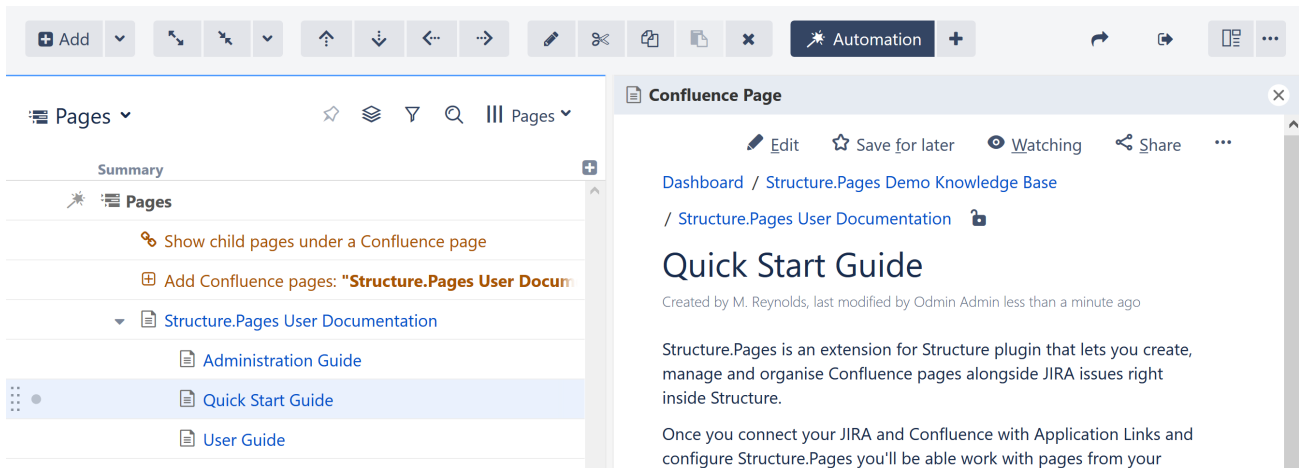 Add
Automation
Pages
Pages
Summary
Pages
Show child pages under a Confluence page
Add Confluence pages: "Structure.Pages User Docum
Structure.Pages User Documentation
Administration Guide
Quick Start Guide
User Guide
Confluence Page
Edit Save for later Watching Share
Dashboard / Structure.Pages Demo Knowledge Base
/ Structure.Pages User Documentation
Quick Start Guide
Created by M. Reynolds, last modified by Odmin Admin less than a minute ago
Structure.Pages is an extension for Structure plugin that lets you create,
manage and organise Confluence pages alongside JIRA issues right
inside Structure.
Once you connect your JIRA and Confluence with Application Links and
configure Structure.Pages you'll be able work with pages from your